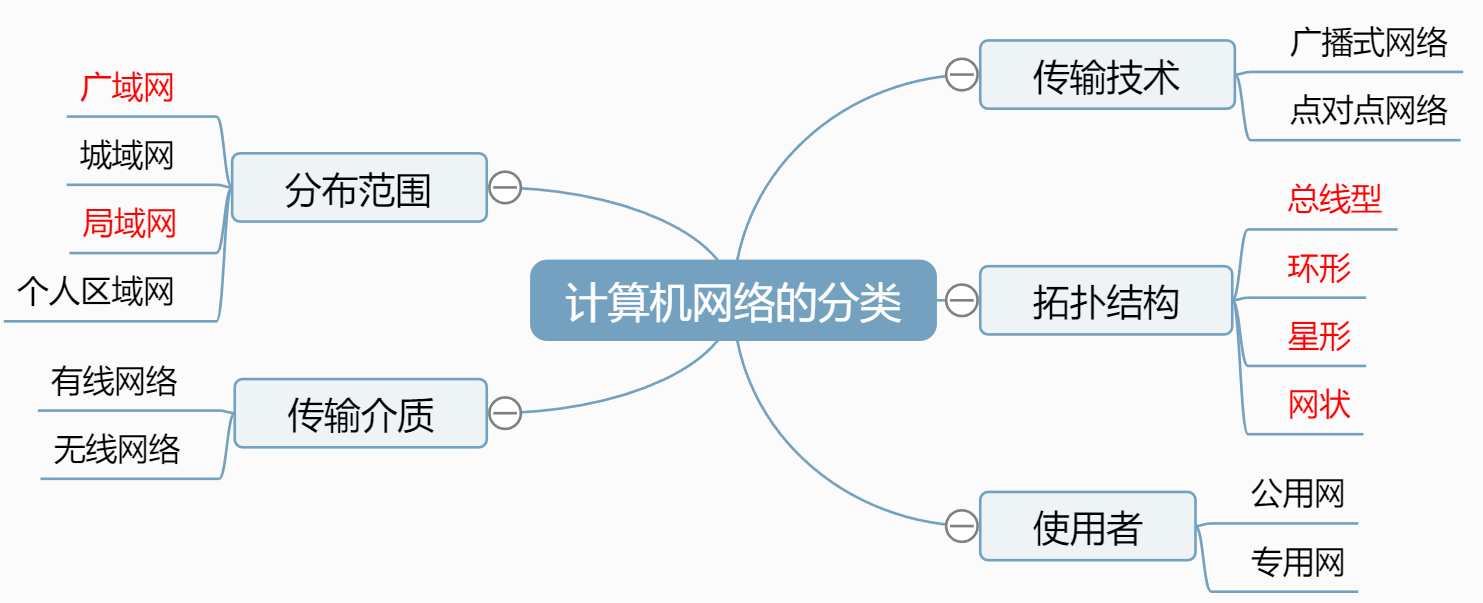 计算机网络的分类
传输技术
广播式网络
点对点网络
拓扑结构
总线型
环形
星形
网状
使用者
公用网
专用网
分布范围
广域网
城域网
局域网
个人区域网
传输介质
有线网络
无线网络